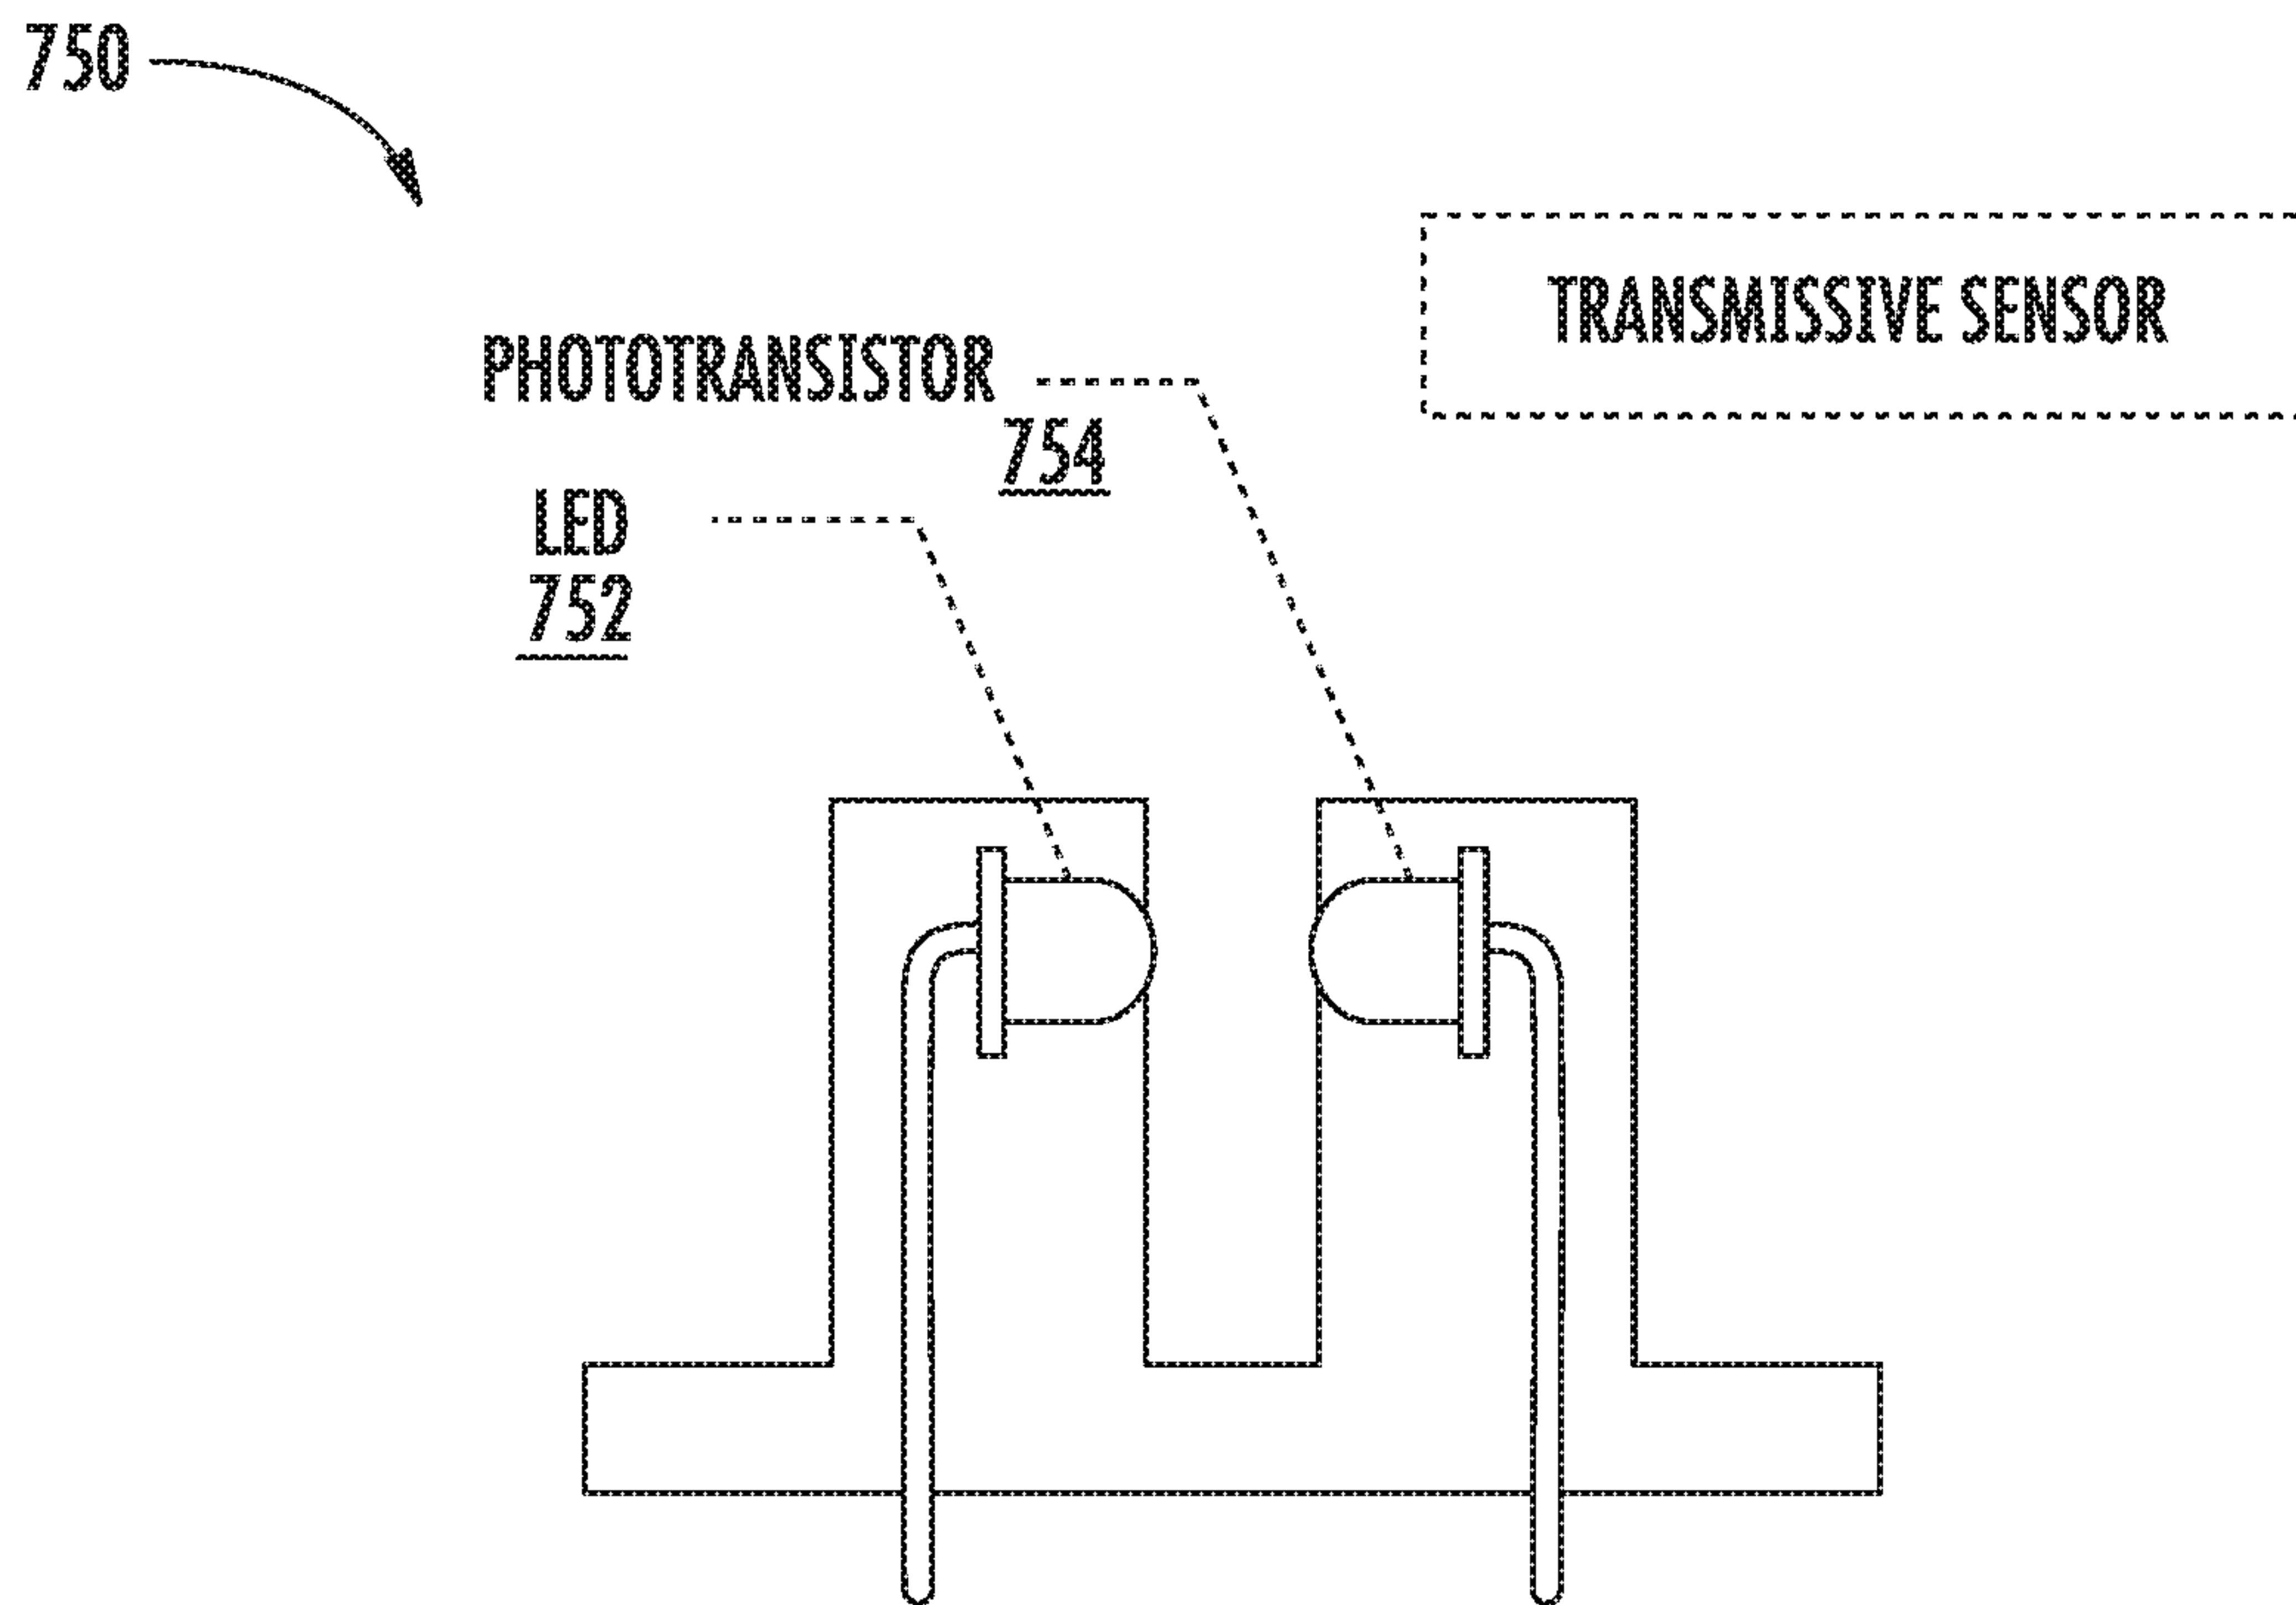 750
TRANSMISSIVE SENSOR
PHOTOTRANSISTOR
754
LED
752